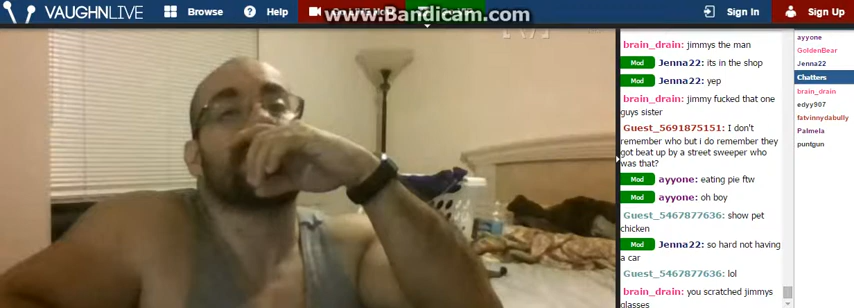 www.Bandicam.com
VAUGHNLIVE Browse Help Sign In Sign Up
brain_drain: jimmys the man
Mod Jenna22: its in the shop
Mod Jenna22: yep
brain_drain: jimmy fucked that one
guys sister
Guest_5691875151: I don't
remember who but i do remember they
got beat up by a street sweeper who
was that?
Mod ayyone: eating pie ftw
Mod ayyone: oh boy
Guest_5467877636: show pet
chicken
Mod Jenna22: so hard not having
a car
Guest_5467877636: lol
brain_drain: you scratched jimmys
glasses
ayyone
GoldenBear
Jenna22
Chatters
brain_drain
edyy907
fatvinnydabully
Palmela
puntgun